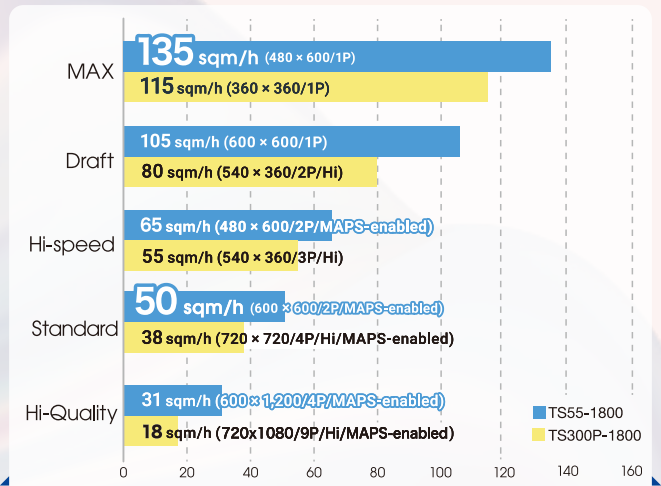 MAX
135 sqm/h (480 × 600/1P)
115 sqm/h (360 × 360/1P)
Draft
105 sqm/h (600 × 600/1P)
80 sqm/h (540 × 360/2P/Hi)
Hi-speed
65 sqm/h (480 × 600/2P/MAPS-enabled)
55 sqm/h (540 × 360/3P/Hi)
Standard
50 sqm/h (600 × 600/2P/MAPS-enabled)
38 sqm/h (720 × 720/4P/Hi/MAPS-enabled)
Hi-Quality
31 sqm/h (600 × 1,200/4P/MAPS-enabled)
18 sqm/h (720x1080/9P/Hi/MAPS-enabled)
TS55-1800
TS300P-1800
0 20 40 60 80 100 120 140 160